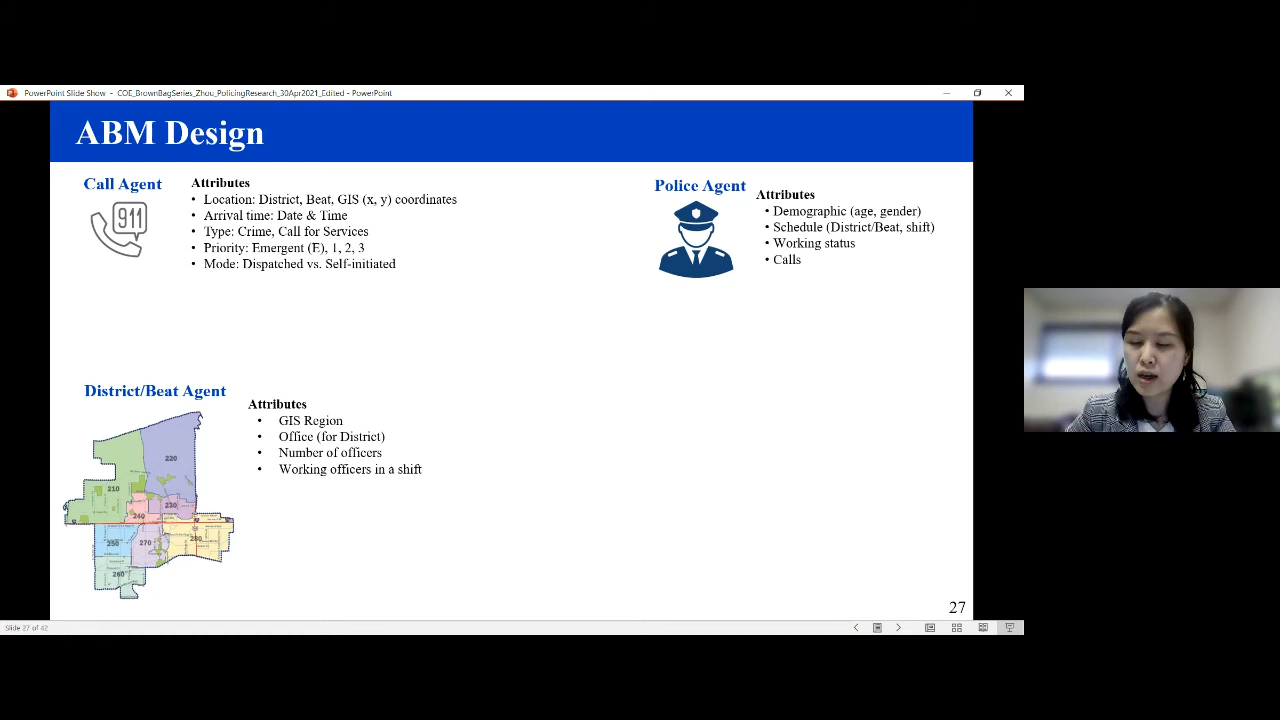 PowerPoint Slide Show - COE_BrownBagSeries_Zhou_PolicingResearch_30Apr2021_Edited - PowerPoint
ABM Design
Call Agent
911
Attributes
• Location: District, Beat, GIS (x, y) coordinates
• Arrival time: Date & Time
• Type: Crime, Call for Services
• Priority: Emergent (E), 1, 2, 3
• Mode: Dispatched vs. Self-initiated
Police Agent
Attributes
• Demographic (age, gender)
• Schedule (District/Beat, shift)
• Working status
• Calls
District/Beat Agent
220
210
230
240
250
270
280
260
Attributes
• GIS Region
• Office (for District)
• Number of officers
• Working officers in a shift
27
Slide 27 of 42